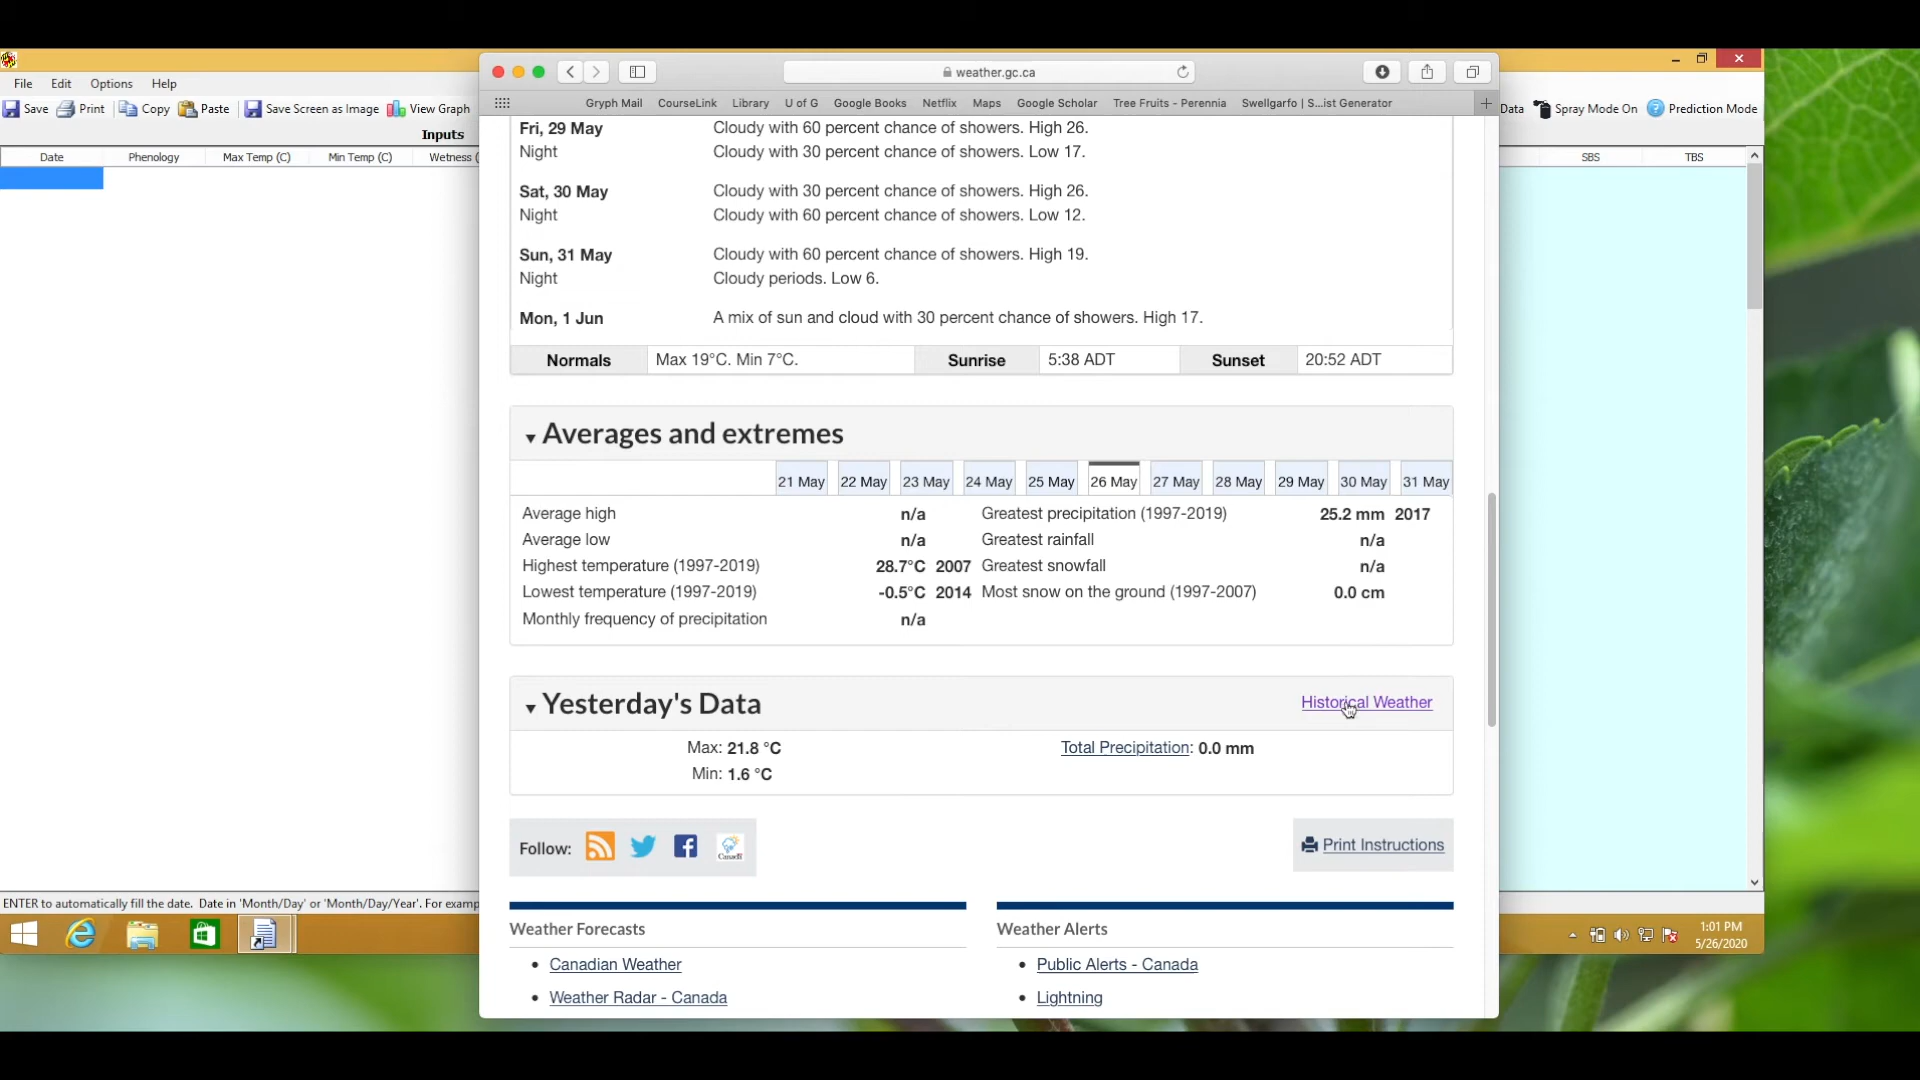 weather.gc.ca
File Edit Options Help
Gryph Mail CourseLink Library U of G Google Books Netflix Maps Google Scholar Tree Fruits - Perennia Swellgarfo | S...ist Generator
Save Print Copy Paste Save Screen as Image View Graph
Data Spray Mode On Prediction Mode
Inputs
Date Phenology Max Temp (C) Min Temp (C) Wetness (
SBS TBS
Fri, 29 May Cloudy with 60 percent chance of showers. High 26.
Night Cloudy with 30 percent chance of showers. Low 17.
Sat, 30 May Cloudy with 30 percent chance of showers. High 26.
Night Cloudy with 60 percent chance of showers. Low 12.
Sun, 31 May Cloudy with 60 percent chance of showers. High 19.
Night Cloudy periods. Low 6.
Mon, 1 Jun A mix of sun and cloud with 30 percent chance of showers. High 17.
Normals Max 19°C. Min 7°C. Sunrise 5:38 ADT Sunset 20:52 ADT
Averages and extremes
21 May 22 May 23 May 24 May 25 May 26 May 27 May 28 May 29 May 30 May 31 May
Average high n/a Greatest precipitation (1997-2019) 25.2 mm 2017
Average low n/a Greatest rainfall n/a
Highest temperature (1997-2019) 28.7°C 2007 Greatest snowfall n/a
Lowest temperature (1997-2019) -0.5°C 2014 Most snow on the ground (1997-2007) 0.0 cm
Monthly frequency of precipitation n/a
Yesterday's Data Historical Weather
Max: 21.8 °C Total Precipitation: 0.0 mm
Min: 1.6 °C
Follow: Print Instructions
ENTER to automatically fill the date. Date in 'Month/Day' or 'Month/Day/Year'. For examp
Weather Forecasts Weather Alerts
Canadian Weather Public Alerts - Canada
Weather Radar - Canada Lightning
1:01 PM
5/26/2020